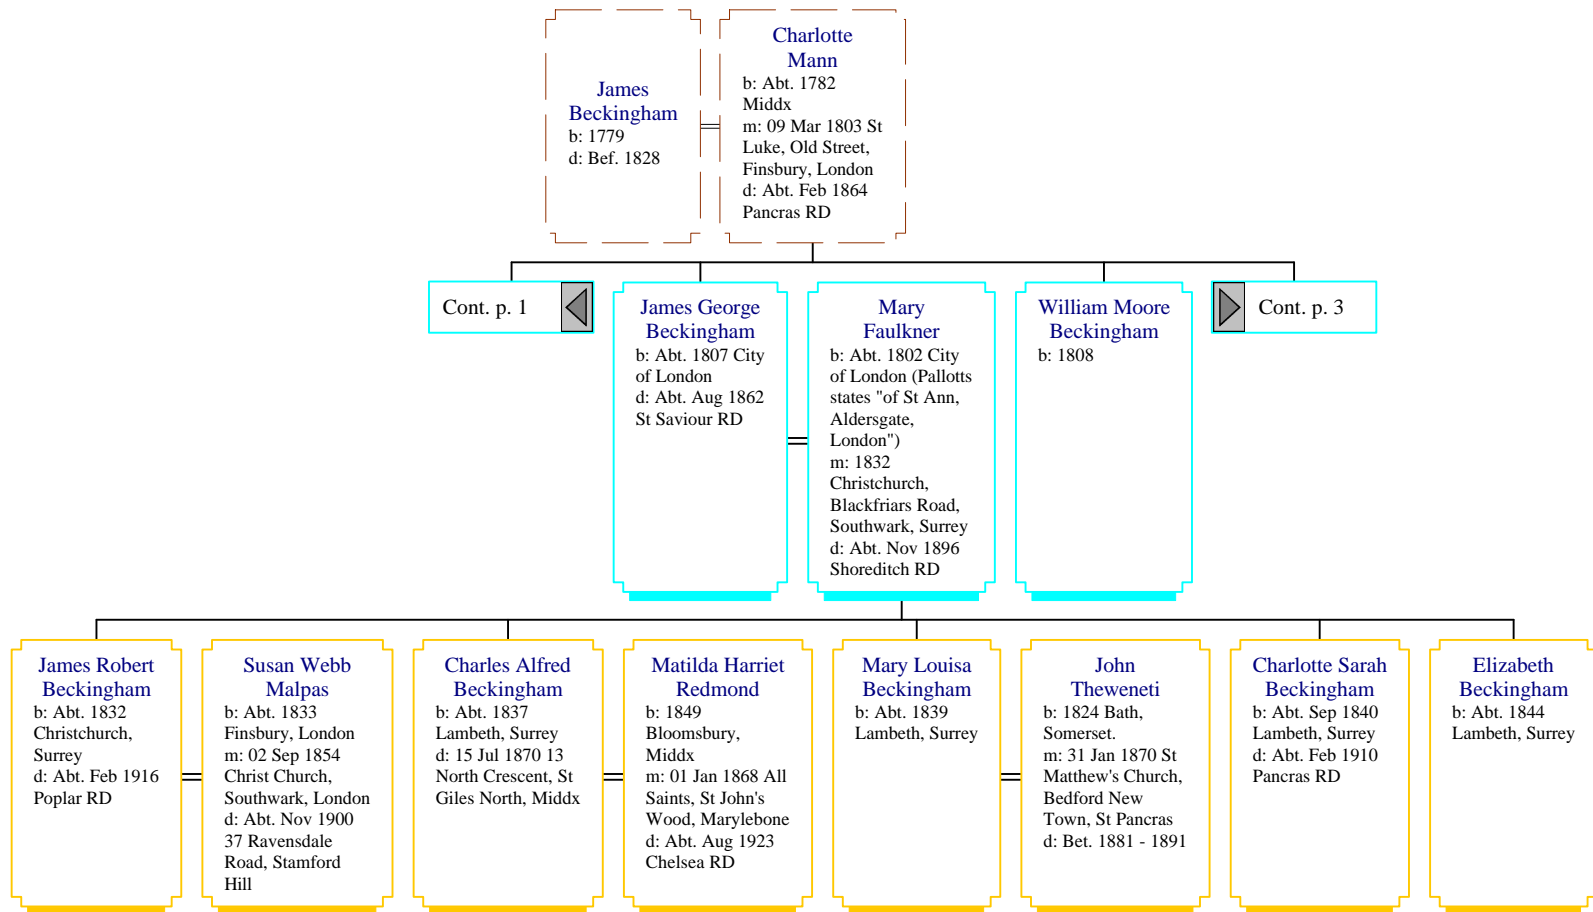 James
Beckingham
b: 1779
d: Bef. 1828
Charlotte
Mann
b: Abt. 1782
Middx
m: 09 Mar 1803 St
Luke, Old Street,
Finsbury, London
d: Abt. Feb 1864
Pancras RD
Cont. p. 1
James George
Beckingham
b: Abt. 1807 City
of London
d: Abt. Aug 1862
St Saviour RD
Mary
Faulkner
b: Abt. 1802 City
of London (Pallotts
states "of St Ann,
Aldersgate,
London")
m: 1832
Christchurch,
Blackfriars Road,
Southwark, Surrey
d: Abt. Nov 1896
Shoreditch RD
William Moore
Beckingham
b: 1808
Cont. p. 3
James Robert
Beckingham
b: Abt. 1832
Christchurch,
Surrey
d: Abt. Feb 1916
Poplar RD
Susan Webb
Malpas
b: Abt. 1833
Finsbury, London
m: 02 Sep 1854
Christ Church,
Southwark, London
d: Abt. Nov 1900
37 Ravensdale
Road, Stamford
Hill
Charles Alfred
Beckingham
b: Abt. 1837
Lambeth, Surrey
d: 15 Jul 1870 13
North Crescent, St
Giles North, Middx
Matilda Harriet
Redmond
b: 1849
Bloomsbury,
Middx
m: 01 Jan 1868 All
Saints, St John's
Wood, Marylebone
d: Abt. Aug 1923
Chelsea RD
Mary Louisa
Beckingham
b: Abt. 1839
Lambeth, Surrey
John
Theweneti
b: 1824 Bath,
Somerset.
m: 31 Jan 1870 St
Matthew's Church,
Bedford New
Town, St Pancras
d: Bet. 1881 - 1891
Charlotte Sarah
Beckingham
b: Abt. Sep 1840
Lambeth, Surrey
d: Abt. Feb 1910
Pancras RD
Elizabeth
Beckingham
b: Abt. 1844
Lambeth, Surrey